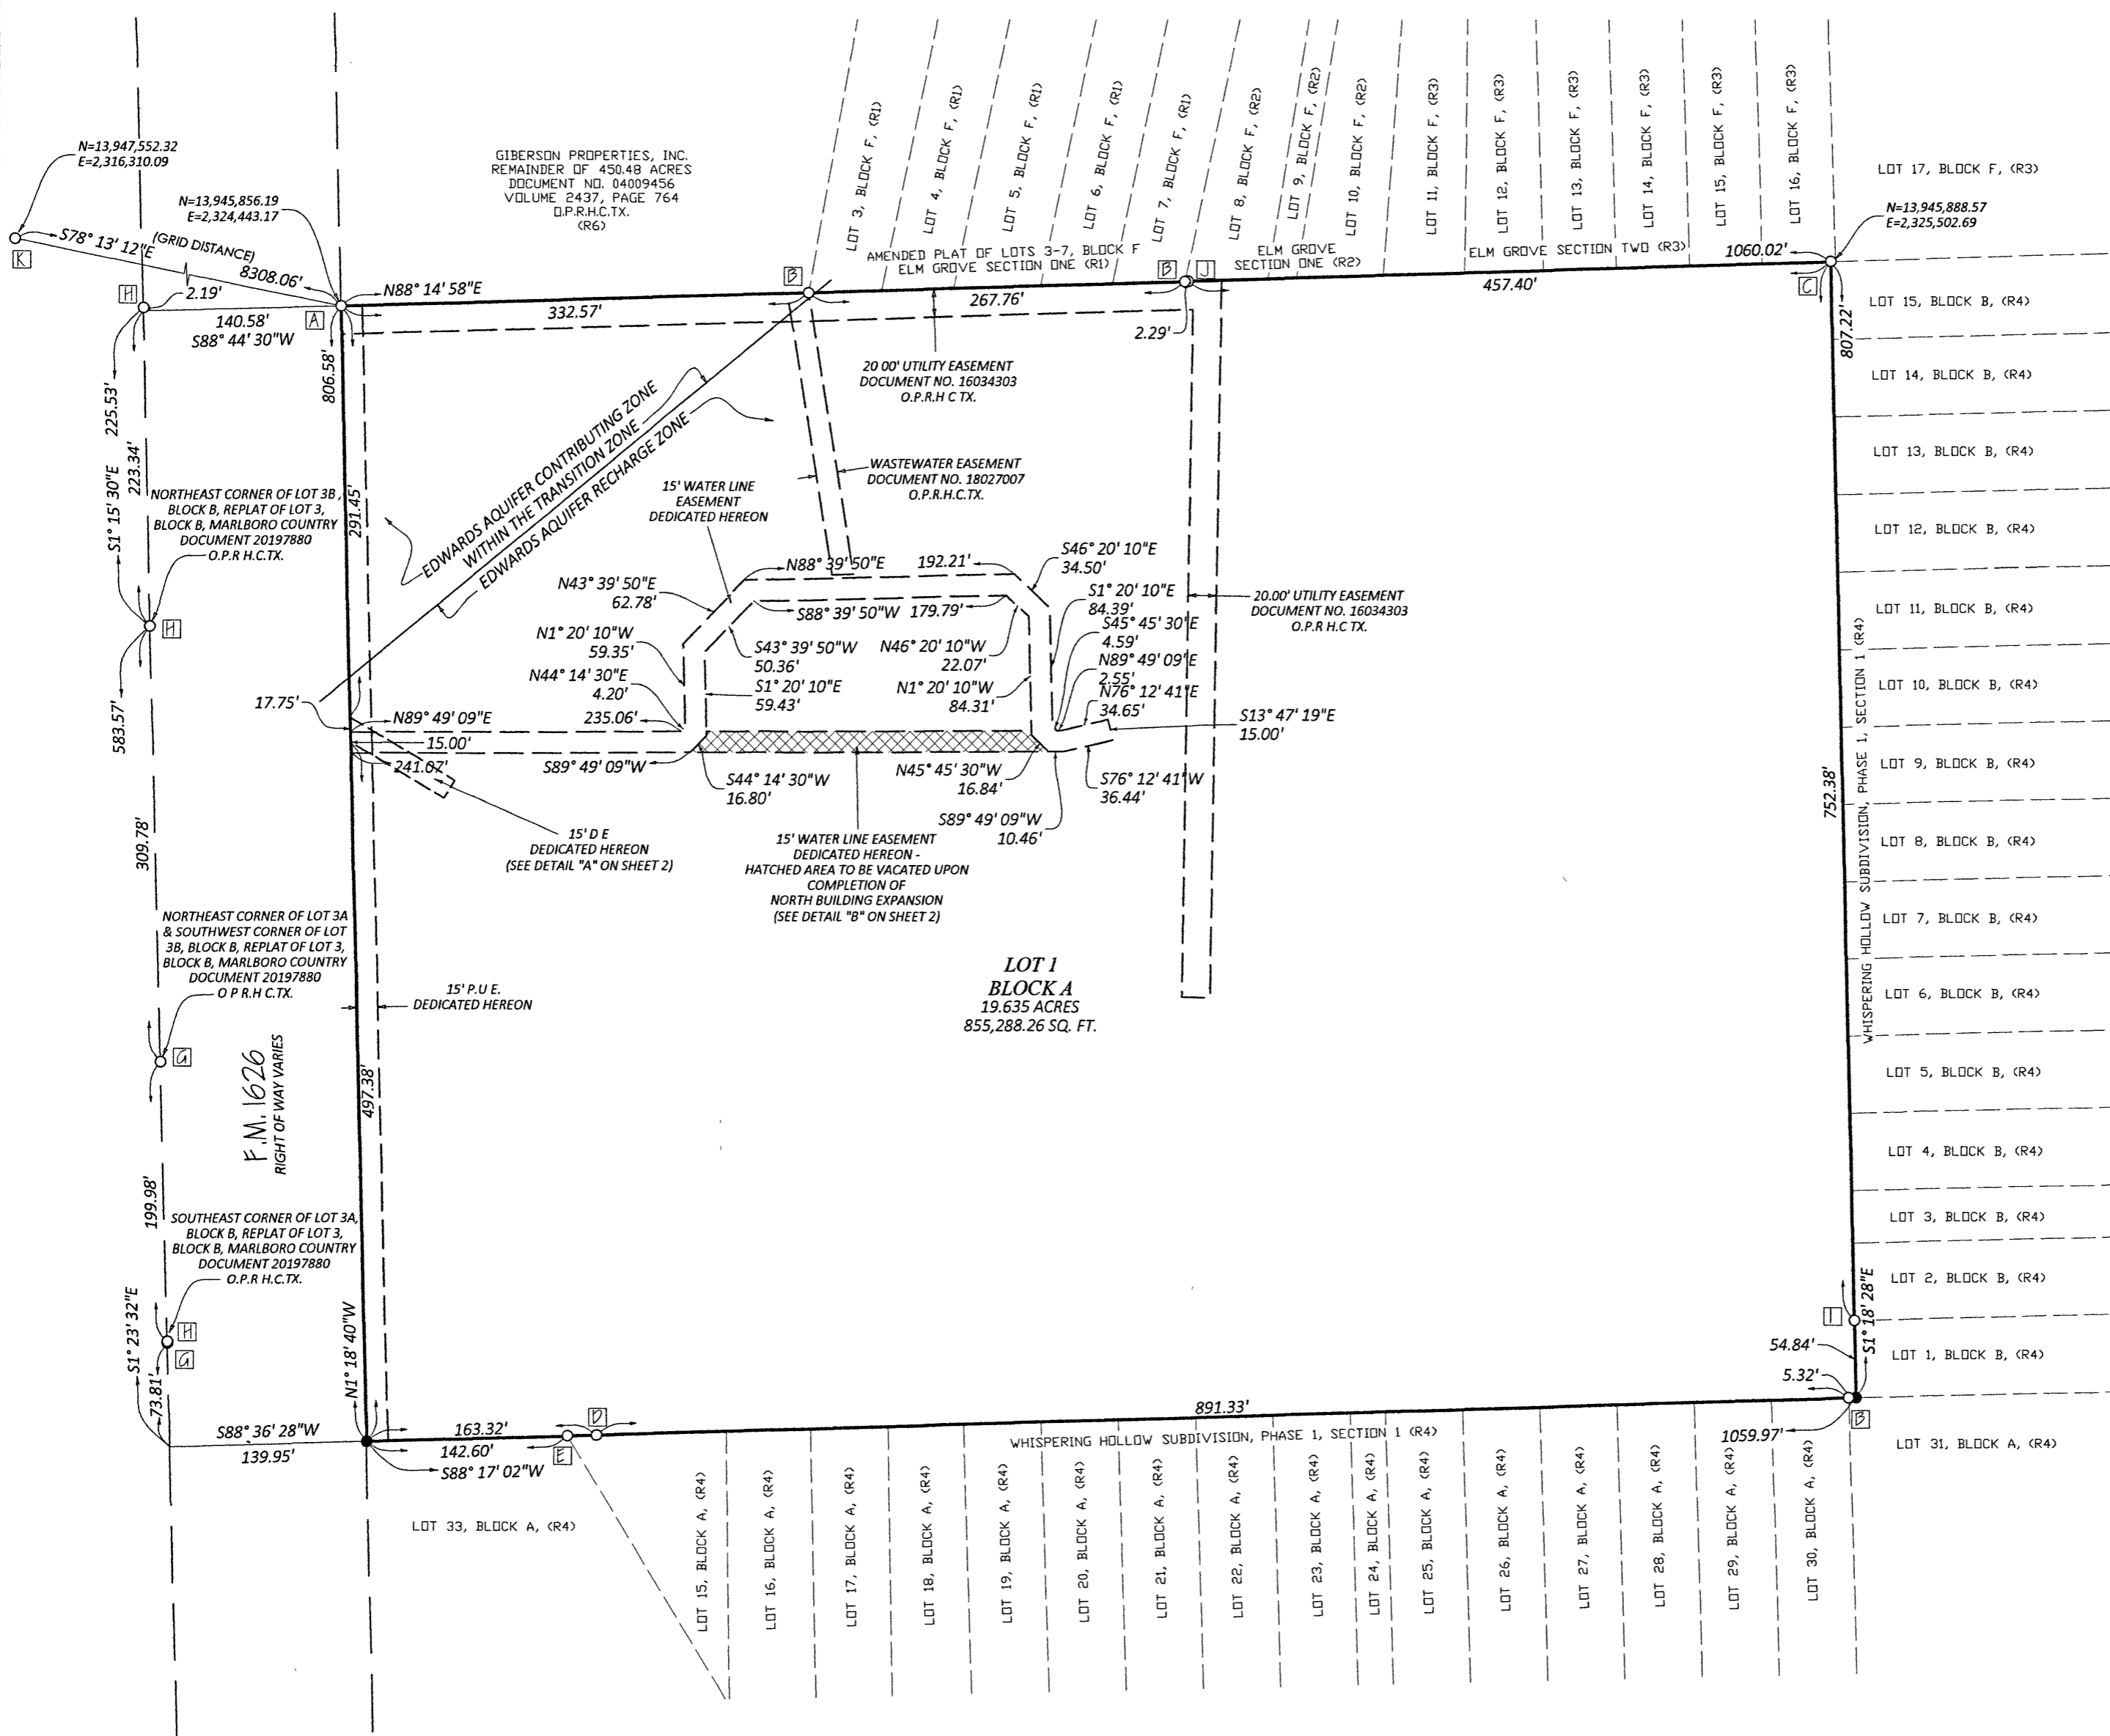 N=13,947,552.32
E=2,316,310.09
N=13,945,856.19
E=2,324,443.17
K
S78° 13' 12"E
(GRID DISTANCE)
8308.06'
H
2.19'
140.58'
S88° 44' 30"W
A
GIBERSON PROPERTIES, INC.
REMAINDER OF 450.48 ACRES
DOCUMENT NO. 04009456
VOLUME 2437, PAGE 764
O.P.R.H.C.TX.
(R6)
LOT 3, BLOCK F, (R1)
LOT 4, BLOCK F, (R1)
LOT 5, BLOCK F, (R1)
LOT 6, BLOCK F, (R1)
LOT 7, BLOCK F, (R1)
LOT 8, BLOCK F, (R2)
LOT 9, BLOCK F, (R2)
LOT 10, BLOCK F, (R2)
LOT 11, BLOCK F, (R3)
LOT 12, BLOCK F, (R3)
LOT 13, BLOCK F, (R3)
LOT 14, BLOCK F, (R3)
LOT 15, BLOCK F, (R3)
LOT 16, BLOCK F, (R3)
LOT 17, BLOCK F, (R3)
AMENDED PLAT OF LOTS 3-7, BLOCK F
ELM GROVE SECTION ONE (R1)
ELM GROVE
SECTION ONE (R2)
ELM GROVE SECTION TWO (R3)
1060.02'
N=13,945,888.57
E=2,325,502.69
N88° 14' 58"E
332.57'
B
267.76'
B
J
2.29'
457.40'
C
807.22'
806.58'
225.53'
223.34'
S1° 15' 30"E
583.57'
H
NORTHEAST CORNER OF LOT 3B,
BLOCK B, REPLAT OF LOT 3,
BLOCK B, MARLBORO COUNTRY
DOCUMENT 20197880
O.P.R H.C.TX.
291.45'
EDWARDS AQUIFER CONTRIBUTING ZONE
WITHIN THE TRANSITION ZONE
EDWARDS AQUIFER RECHARGE ZONE
20 00' UTILITY EASEMENT
DOCUMENT NO. 16034303
O.P.R.H C TX.
WASTEWATER EASEMENT
DOCUMENT NO. 18027007
O.P.R.H.C.TX.
15' WATER LINE
EASEMENT
DEDICATED HEREON
N88° 39' 50"E
192.21'
S46° 20' 10"E
34.50'
N43° 39' 50"E
62.78'
S88° 39' 50"W
179.79'
S1° 20' 10"E
84.39'
S45° 45' 30"E
4.59'
N1° 20' 10"W
59.35'
S43° 39' 50"W
50.36'
N46° 20' 10"W
22.07'
N89° 49' 09"E
2.55'
N44° 14' 30"E
4.20'
S1° 20' 10"E
59.43'
N1° 20' 10"W
84.31'
N76° 12' 41"E
34.65'
20.00' UTILITY EASEMENT
DOCUMENT NO. 16034303
O.P.R H C TX.
17.75'
N89° 49' 09"E
235.06'
15.00'
241.07'
S89° 49' 09"W
S44° 14' 30"W
16.80'
N45° 45' 30"W
16.84'
S13° 47' 19"E
15.00'
S76° 12' 41"W
36.44'
S89° 49' 09"W
10.46'
15' D E
DEDICATED HEREON
(SEE DETAIL "A" ON SHEET 2)
15' WATER LINE EASEMENT
DEDICATED HEREON -
HATCHED AREA TO BE VACATED UPON
COMPLETION OF
NORTH BUILDING EXPANSION
(SEE DETAIL "B" ON SHEET 2)
309.78'
NORTHEAST CORNER OF LOT 3A
& SOUTHWEST CORNER OF LOT
3B, BLOCK B, REPLAT OF LOT 3,
BLOCK B, MARLBORO COUNTRY
DOCUMENT 20197880
O P R.H C.TX.
G
15' P.U E.
DEDICATED HEREON
LOT 1
BLOCK A
19.635 ACRES
855,288.26 SQ. FT.
F.M. 1626
RIGHT OF WAY VARIES
497.38'
199.98'
SOUTHEAST CORNER OF LOT 3A,
BLOCK B, REPLAT OF LOT 3,
BLOCK B, MARLBORO COUNTRY
DOCUMENT 20197880
O.P.R H.C.TX.
H
G
S1° 23' 32"E
73.81'
N1° 18' 40"W
S88° 36' 28"W
139.95'
163.32'
142.60'
S88° 17' 02"W
E
D
891.33'
WHISPERING HOLLOW SUBDIVISION, PHASE 1, SECTION 1 (R4)
1059.97'
B
5.32'
54.84'
I
S1° 18' 28"E
752.38'
WHISPERING HOLLOW SUBDIVISION, PHASE 1, SECTION 1 (R4)
LOT 15, BLOCK B, (R4)
LOT 14, BLOCK B, (R4)
LOT 13, BLOCK B, (R4)
LOT 12, BLOCK B, (R4)
LOT 11, BLOCK B, (R4)
LOT 10, BLOCK B, (R4)
LOT 9, BLOCK B, (R4)
LOT 8, BLOCK B, (R4)
LOT 7, BLOCK B, (R4)
LOT 6, BLOCK B, (R4)
LOT 5, BLOCK B, (R4)
LOT 4, BLOCK B, (R4)
LOT 3, BLOCK B, (R4)
LOT 2, BLOCK B, (R4)
LOT 1, BLOCK B, (R4)
LOT 31, BLOCK A, (R4)
LOT 33, BLOCK A, (R4)
LOT 15, BLOCK A, (R4)
LOT 16, BLOCK A, (R4)
LOT 17, BLOCK A, (R4)
LOT 18, BLOCK A, (R4)
LOT 19, BLOCK A, (R4)
LOT 20, BLOCK A, (R4)
LOT 21, BLOCK A, (R4)
LOT 22, BLOCK A, (R4)
LOT 23, BLOCK A, (R4)
LOT 24, BLOCK A, (R4)
LOT 25, BLOCK A, (R4)
LOT 26, BLOCK A, (R4)
LOT 27, BLOCK A, (R4)
LOT 28, BLOCK A, (R4)
LOT 29, BLOCK A, (R4)
LOT 30, BLOCK A, (R4)